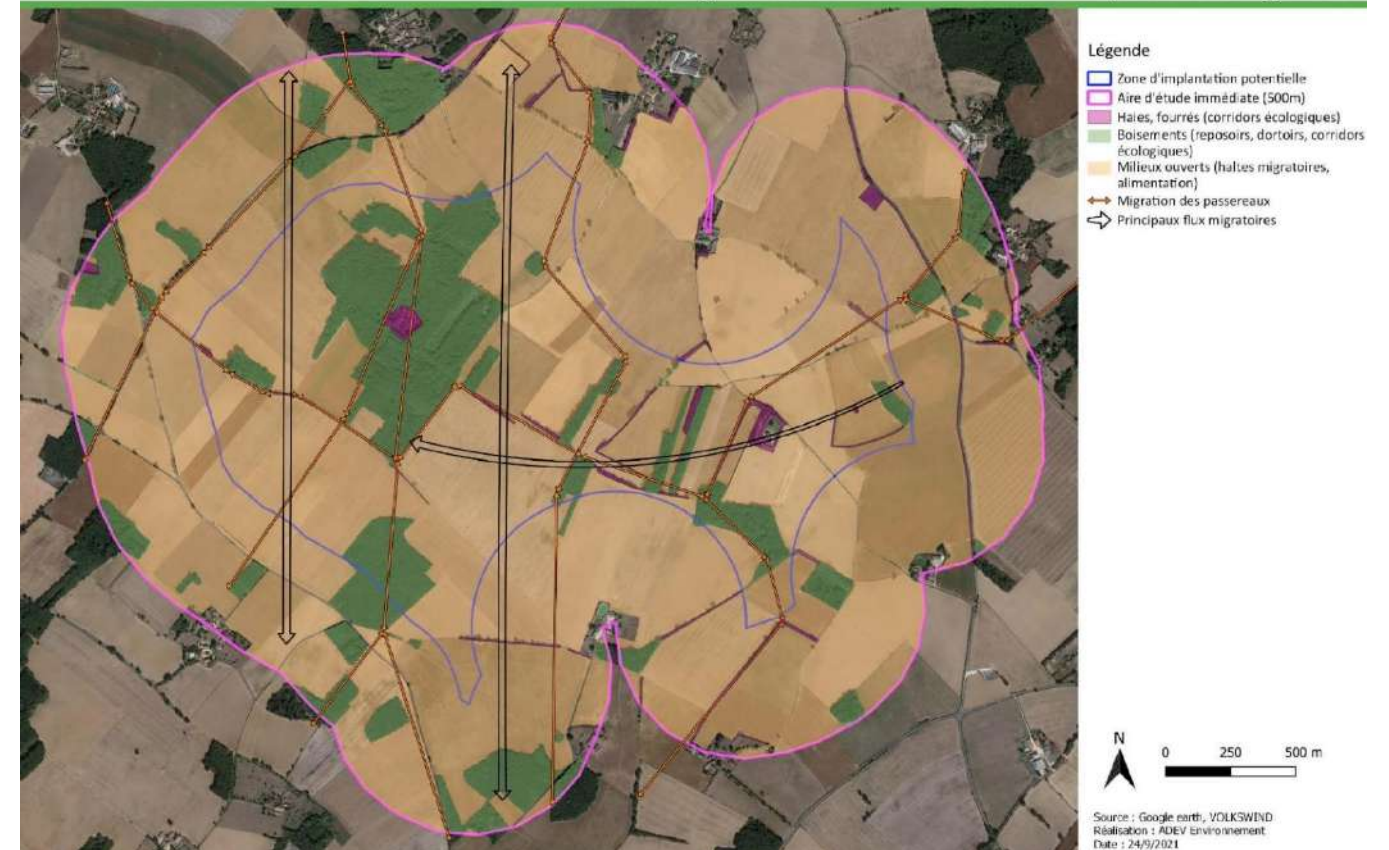 Légende
Zone d'implantation potentielle
Aire d'étude immédiate (500m)
Haies, fourrés (corridors écologiques)
Boisements (reposoirs, dortoirs, corridors
écologiques)
Milieux ouverts (haltes migratoires,
alimentation)
Migration des passereaux
Principaux flux migratoires
N
0 250 500 m
Source : Google earth, VOLKSWIND
Réalisation : ADEV Environnement
Date : 24/9/2021